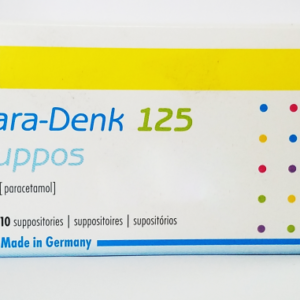 ara-Denk 125
uppos
[ paracetamol]
10 suppositories | suppositoires | supositórios
Made in Germany